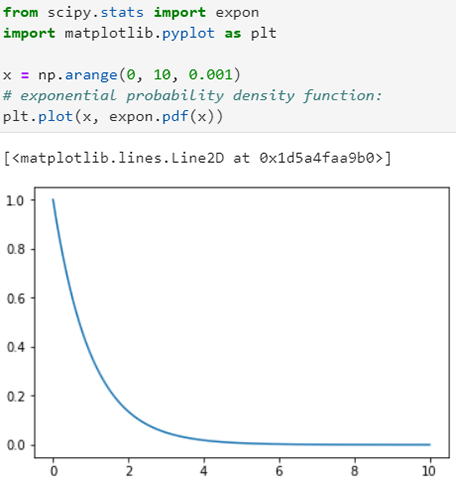 from scipy.stats import expon
import matplotlib.pyplot as plt
x = np.arange(0, 10, 0.001)
# exponential probability density function:
plt.plot(x, expon.pdf(x))
[<matplotlib.lines.Line2D at 0x1d5a4faa9b0>]
1.0
0.8
0.6
0.4
0.2
0.0
0 2 4 6 8 10